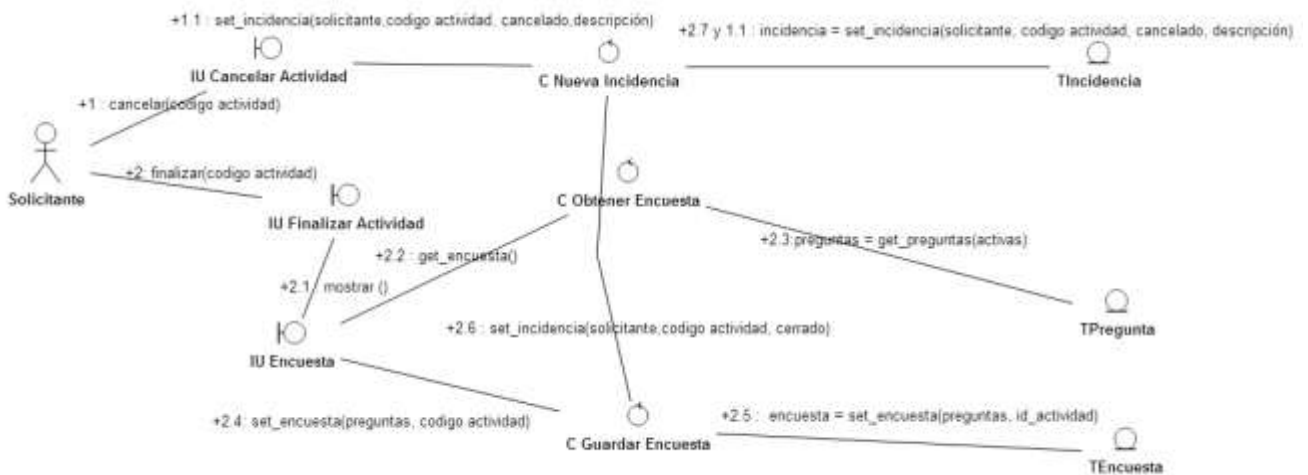 +1.1 : set_incidencia(solicitante,codigo actividad, cancelado,descripción)
+2.7 y 1.1 : incidencia = set_incidencia(solicitante, codigo actividad, cancelado, descripción)
IU Cancelar Actividad
C Nueva Incidencia
TIncidencia
+1 : cancelar(codigo actividad)
+2: finalizar(codigo actividad)
Solicitante
C Obtener Encuesta
IU Finalizar Actividad
+2.3:preguntas = get_preguntas(activas)
+2.2 : get_encuesta()
+2.1 : mostrar ()
+2.6 : set_incidencia(solicitante,codigo actividad, cerrado)
TPregunta
IU Encuesta
+2.4: set_encuesta(preguntas, codigo actividad)
+2.5 : encuesta = set_encuesta(preguntas, id_actividad)
C Guardar Encuesta
TEncuesta